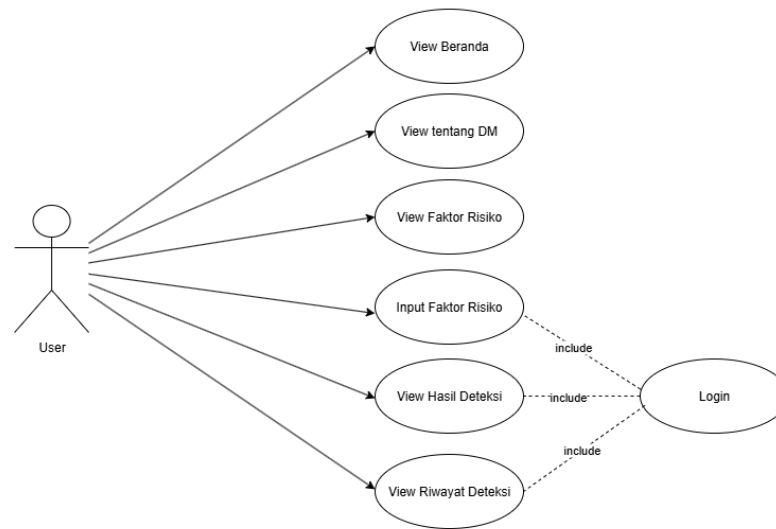 View Beranda
View tentang DM
View Faktor Risiko
Input Faktor Risiko
include
User
View Hasil Deteksi
include
Login
include
View Riwayat Deteksi